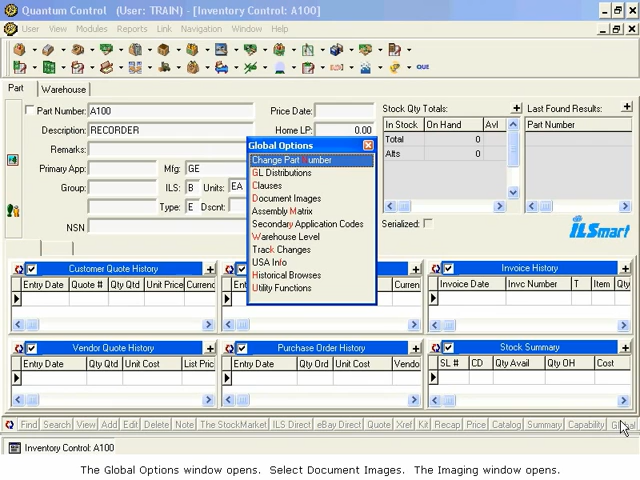 Quantum Control (User: TRAIN) - [Inventory Control: A100]
User View Modules Reports Link Navigation Window Help
QUE
Part Warehouse
Part Number: A100 Price Date:
Description: RECORDER Home LP: 0.00
Remarks:
Primary App: Mfg: GE
Group: ILS: B Units: EA
Type: E Dscnt:
NSN
Stock Qty Totals:
In Stock On Hand Avl
Total 0
Alts 0
Serialized:
Last Found Results:
Part Number
ILSmart
Global Options
Change Part Number
GL Distributions
Clauses
Document Images
Assembly Matrix
Secondary Application Codes
Warehouse Level
Track Changes
USA Info
Historical Browses
Utility Functions
Customer Quote History
Entry Date Quote # Qty Qtd Unit Price Currenc
Curren
Invoice History
Invoice Date Invc Number T Item Qty
Vendor Quote History
Entry Date Qty Qtd Unit Cost List Pric
Purchase Order History
Entry Date Qty Ord Unit Cost Vendo
Stock Summary
SL # CD Qty Avail Qty OH Cost
Find Search View Add Edit Delete Note The StockMarket ILS Direct eBay Direct Quote Xref Kit Recap Price Catalog Summary Capability Global
Inventory Control: A100
The Global Options window opens. Select Document Images. The Imaging window opens.